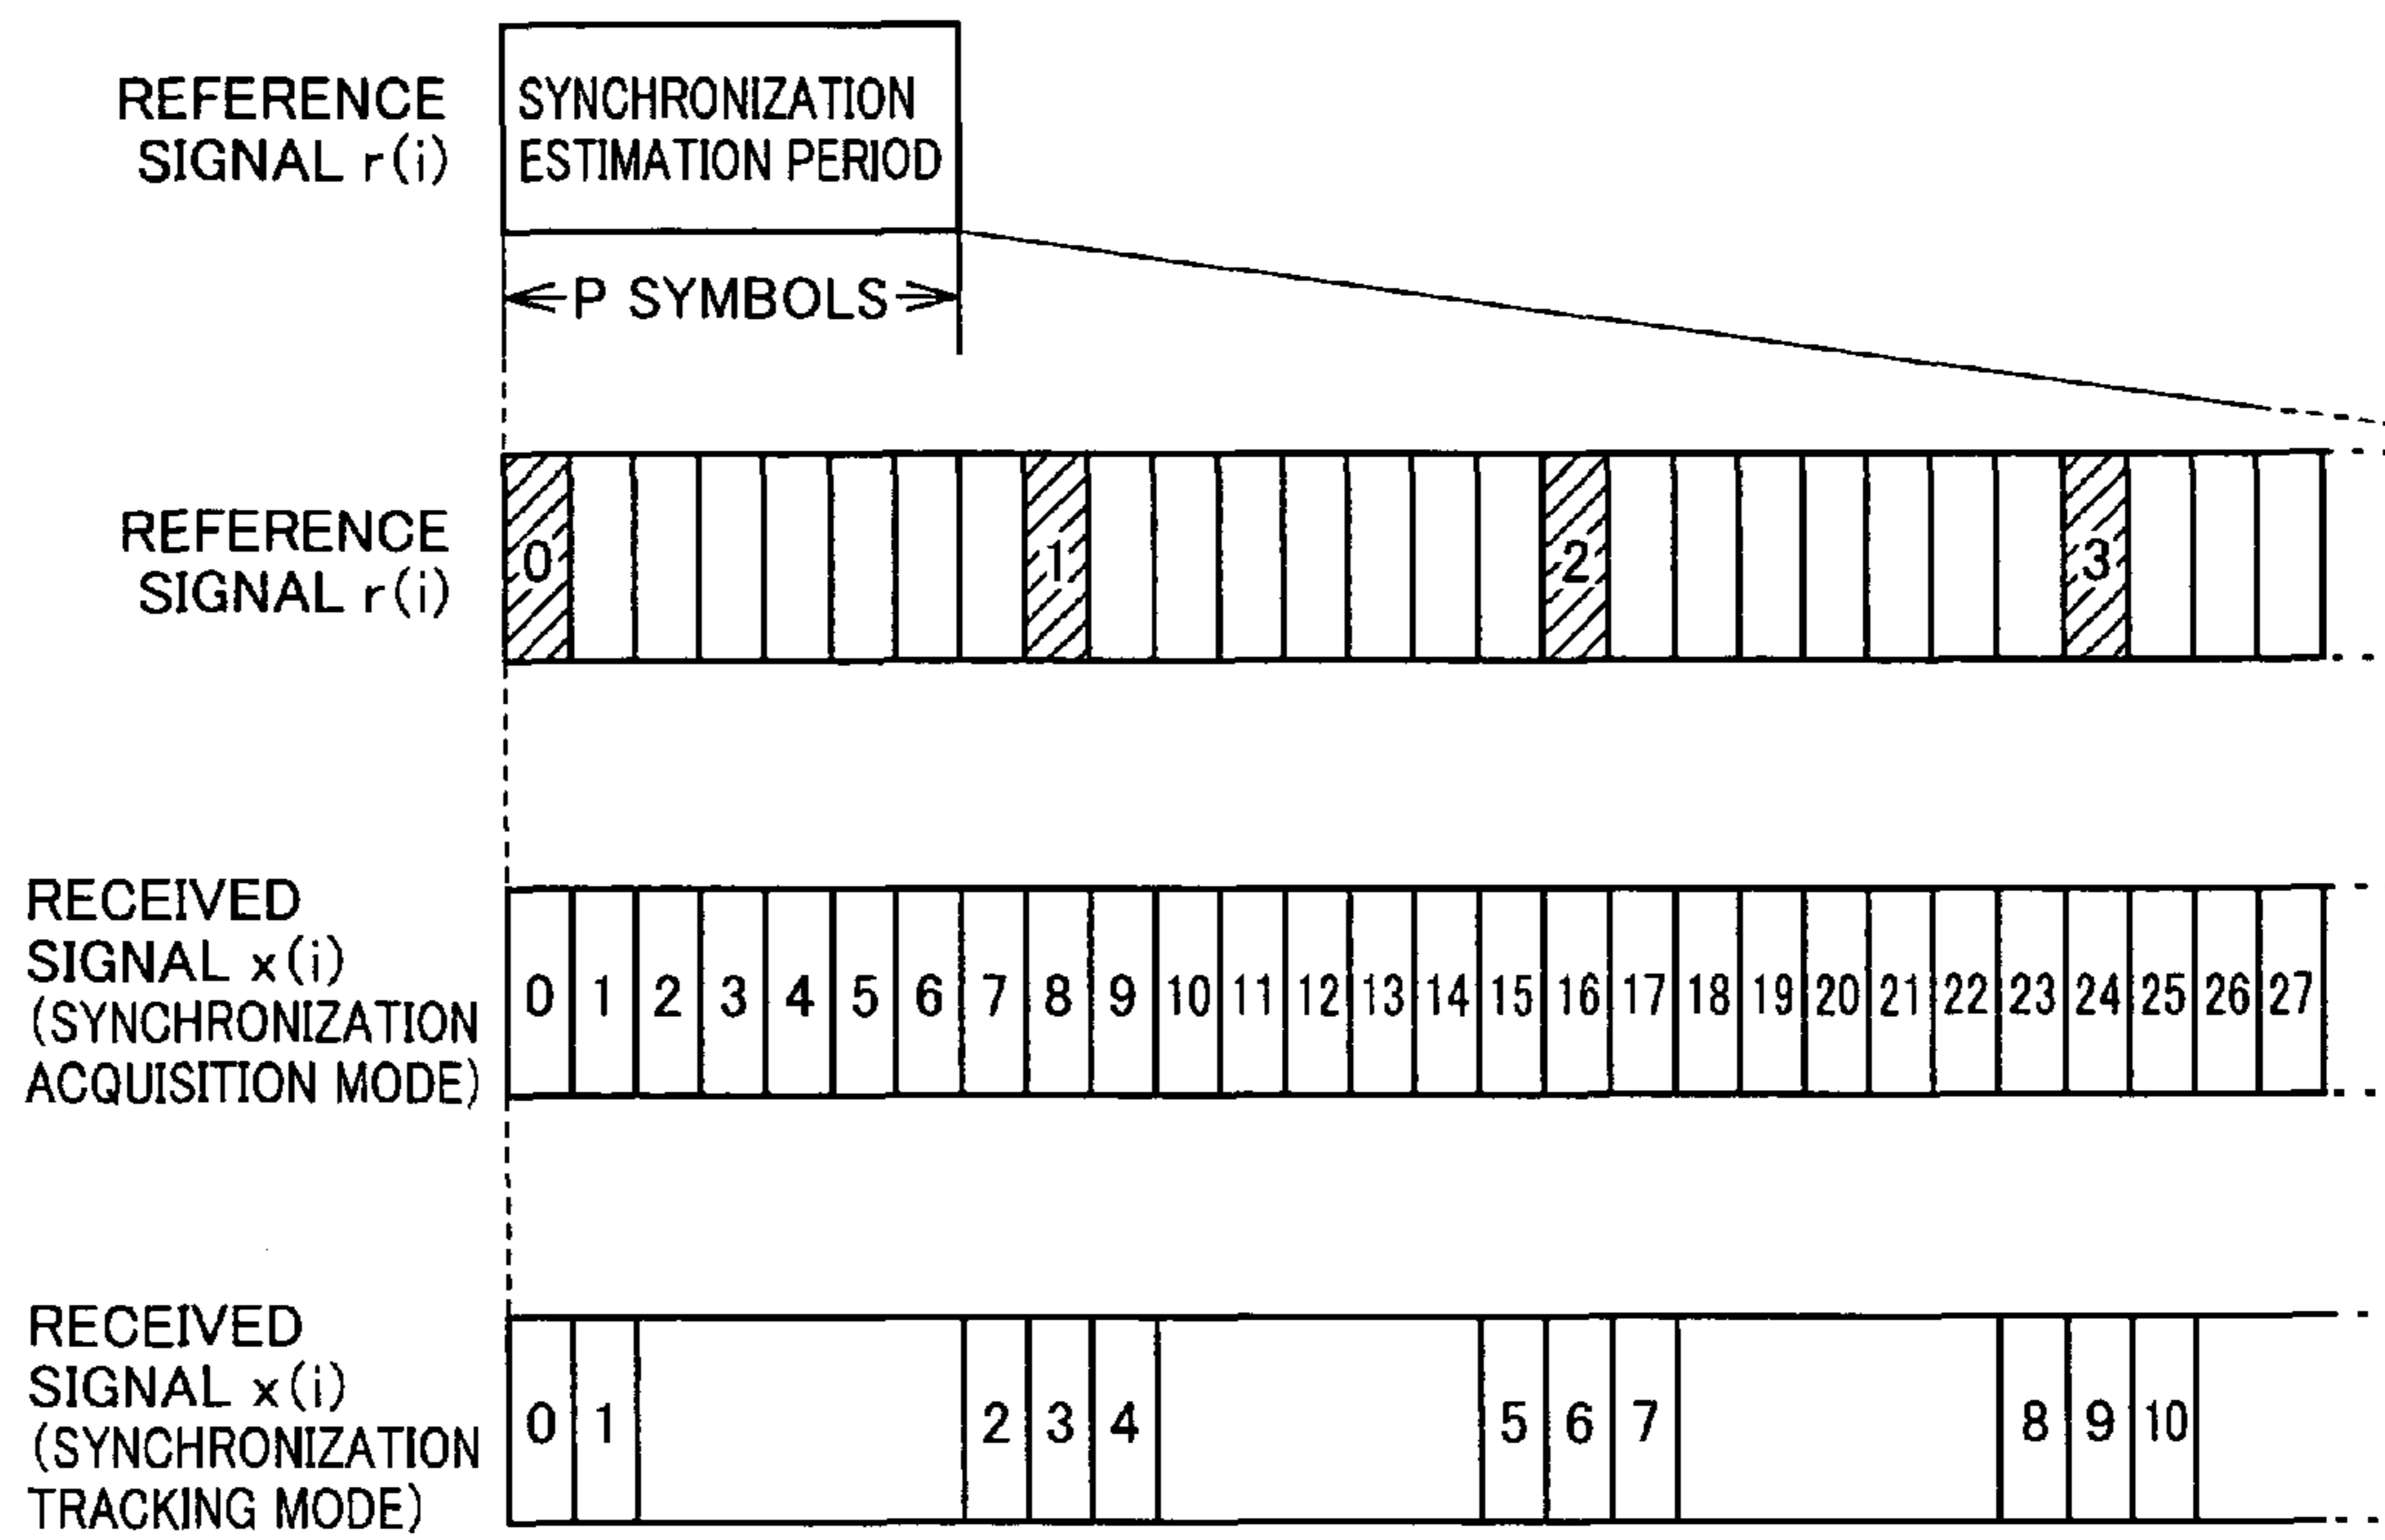 REFERENCE
SIGNAL r(i)
SYNCHRONIZATION
ESTIMATION PERIOD
P SYMBOLS
REFERENCE
SIGNAL r(i)
0 1 2 3
RECEIVED
SIGNAL x(i)
(SYNCHRONIZATION
ACQUISITION MODE)
0 1 2 3 4 5 6 7 8 9 10 11 12 13 14 15 16 17 18 19 20 21 22 23 24 25 26 27
RECEIVED
SIGNAL x(i)
(SYNCHRONIZATION
TRACKING MODE)
0 1 2 3 4 5 6 7 8 9 10